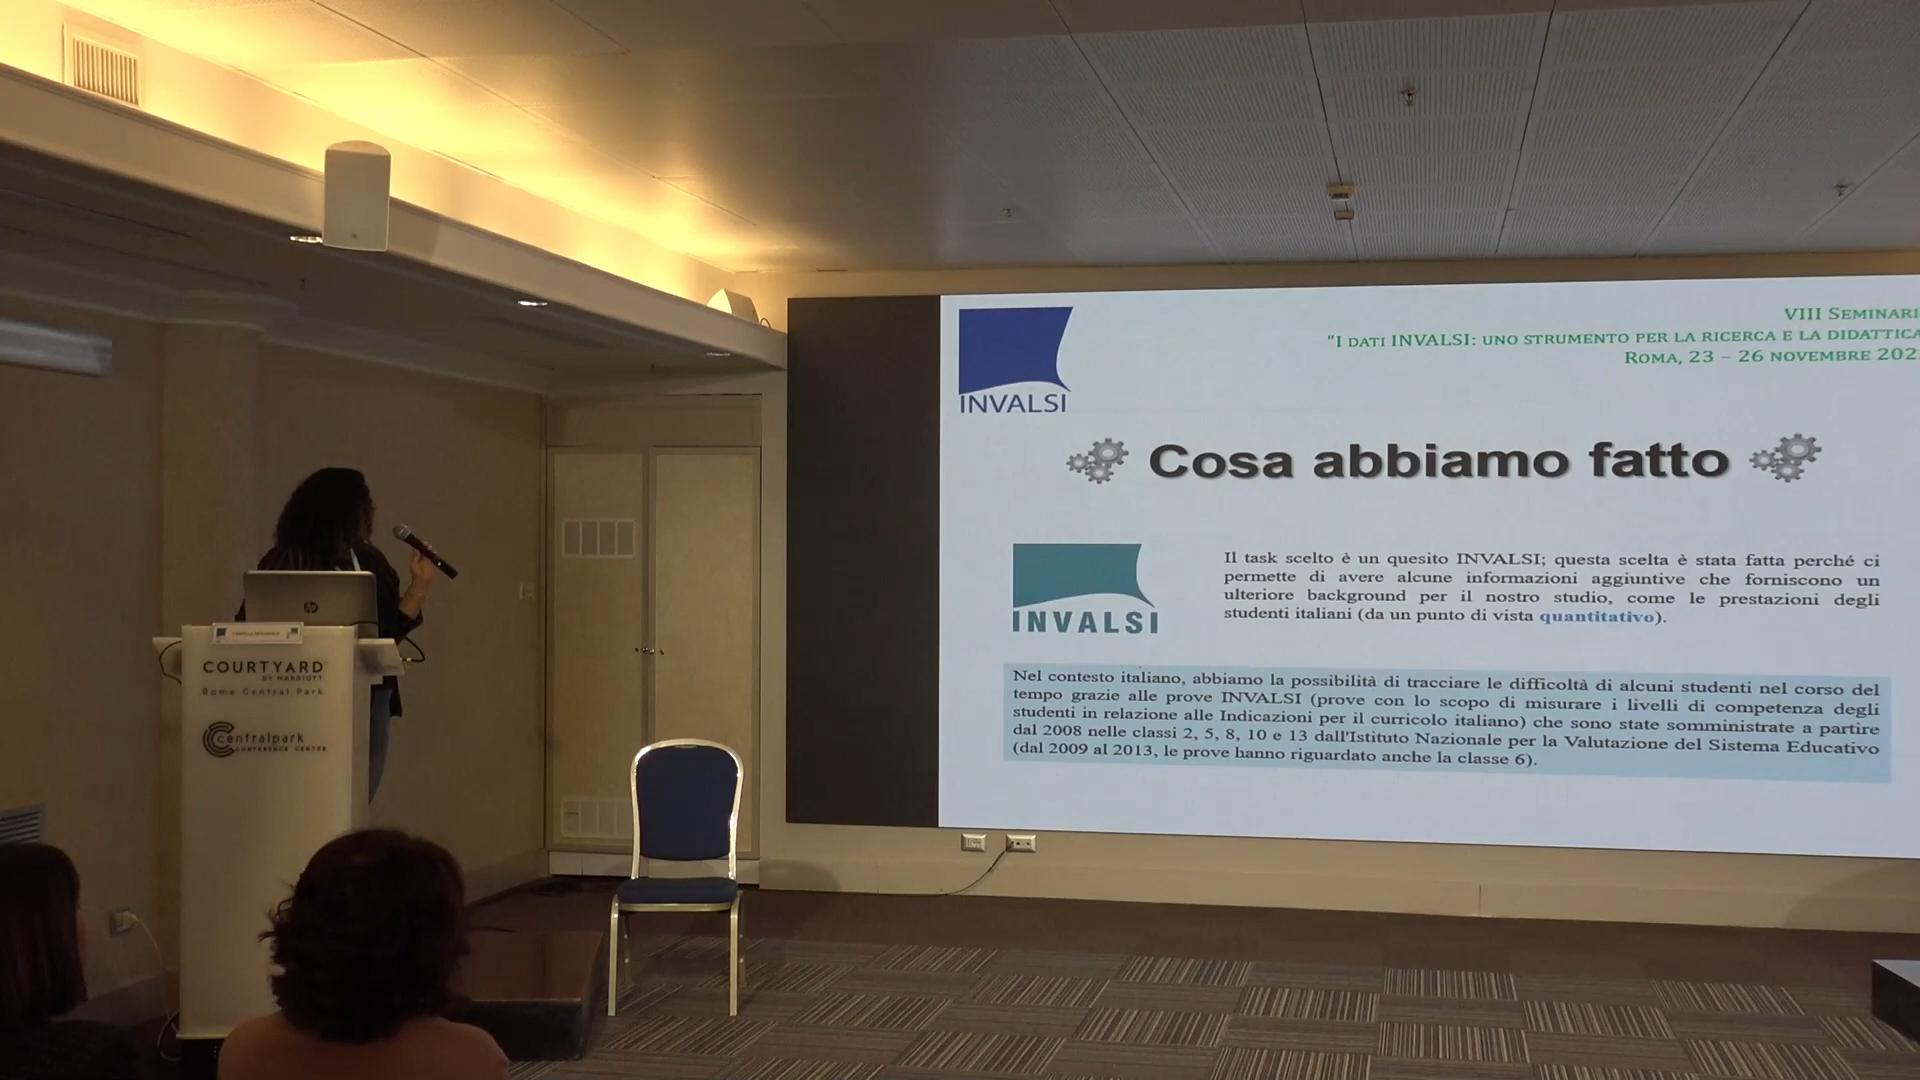 VIII SEMINARI
"I DATI INVALSI: UNO STRUMENTO PER LA RICERCA E LA DIDATTICA
ROMA, 23 – 26 NOVEMBRE 202
INVALSI
Cosa abbiamo fatto
INVALSI
Il task scelto è un quesito INVALSI; questa scelta è stata fatta perché ci
permette di avere alcune informazioni aggiuntive che forniscono un
ulteriore background per il nostro studio, come le prestazioni degli
studenti italiani (da un punto di vista quantitativo).
Nel contesto italiano, abbiamo la possibilità di tracciare le difficoltà di alcuni studenti nel corso del
tempo grazie alle prove INVALSI (prove con lo scopo di misurare i livelli di competenza degli
studenti in relazione alle Indicazioni per il curricolo italiano) che sono state somministrate a partire
dal 2008 nelle classi 2, 5, 8, 10 e 13 dall'Istituto Nazionale per la Valutazione del Sistema Educativo
(dal 2009 al 2013, le prove hanno riguardato anche la classe 6).
hp
COURTYARD
BY MARRIOTT
Rome Central Park
centralpark
CONFERENCE CENTER